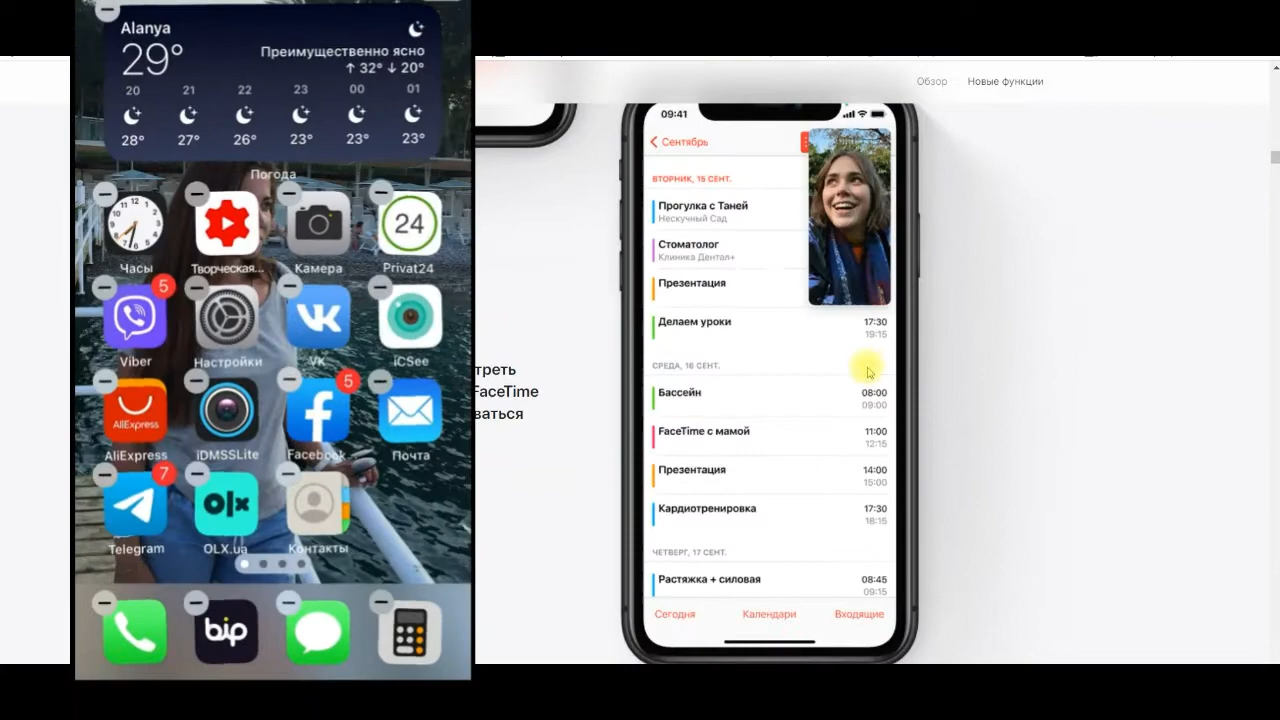 Alanya
29°
Преимущественно ясно
↑ 32° ↓ 20°
20 21 22 23 00 01
28° 27° 26° 23° 23° 23°
Погода
12
24
Часы Творческая... Камера Privat24
5
Viber Настройки VK iCSee
AliExpress
5
AliExpress iDMSSLite Facebook Почта
7
olx
Telegram OLX.ua Контакты
bip
Обзор Новые функции
треть
FaceTime
ваться
09:41
Сентябрь
ВТОРНИК, 15 СЕНТ.
Прогулка с Таней
Нескучный Сад
Стоматолог
Клиника Дентал+
Презентация
Делаем уроки 17:30
19:15
СРЕДА, 16 СЕНТ.
Бассейн 08:00
09:00
FaceTime с мамой 11:00
12:15
Презентация 14:00
15:00
Кардиотренировка 17:30
18:15
ЧЕТВЕРГ, 17 СЕНТ.
Растяжка + силовая 08:45
09:15
Сегодня Календари Входящие